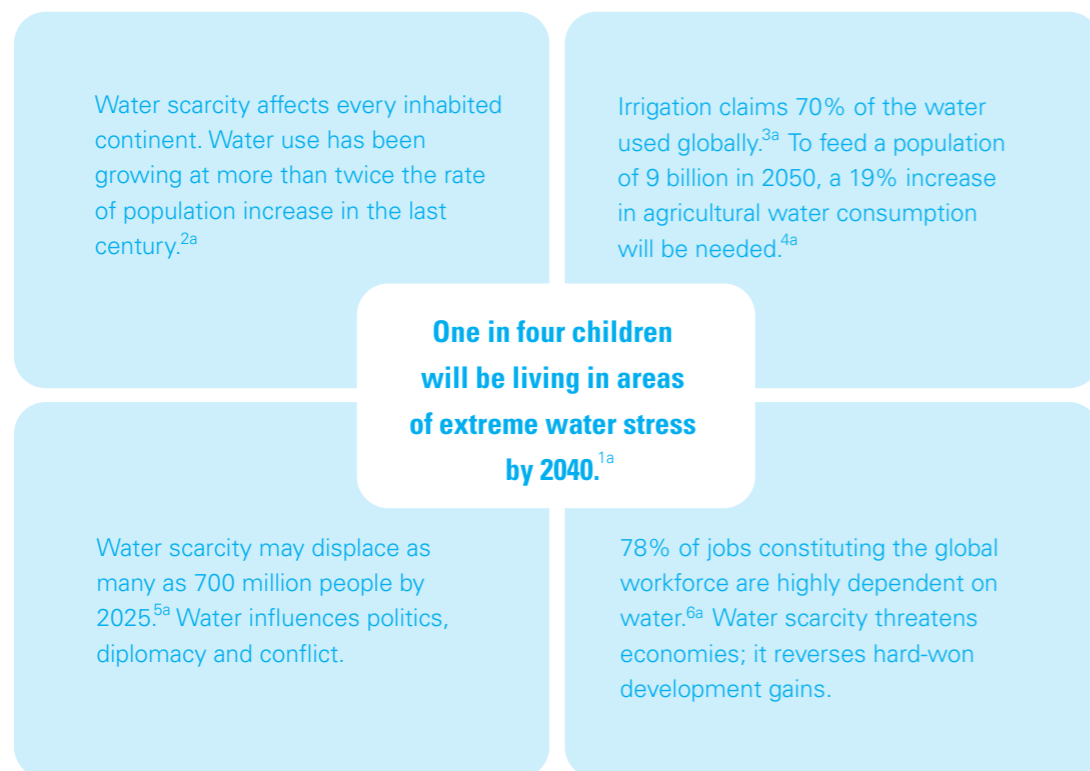 Water scarcity affects every inhabited
continent. Water use has been
growing at more than twice the rate
of population increase in the last
century.2a
Irrigation claims 70% of the water
used globally.3a To feed a population
of 9 billion in 2050, a 19% increase
in agricultural water consumption
will be needed.4a
One in four children
will be living in areas
of extreme water stress
by 2040.1a
Water scarcity may displace as
many as 700 million people by
2025.5a Water influences politics,
diplomacy and conflict.
78% of jobs constituting the global
workforce are highly dependent on
water.6a Water scarcity threatens
economies; it reverses hard-won
development gains.